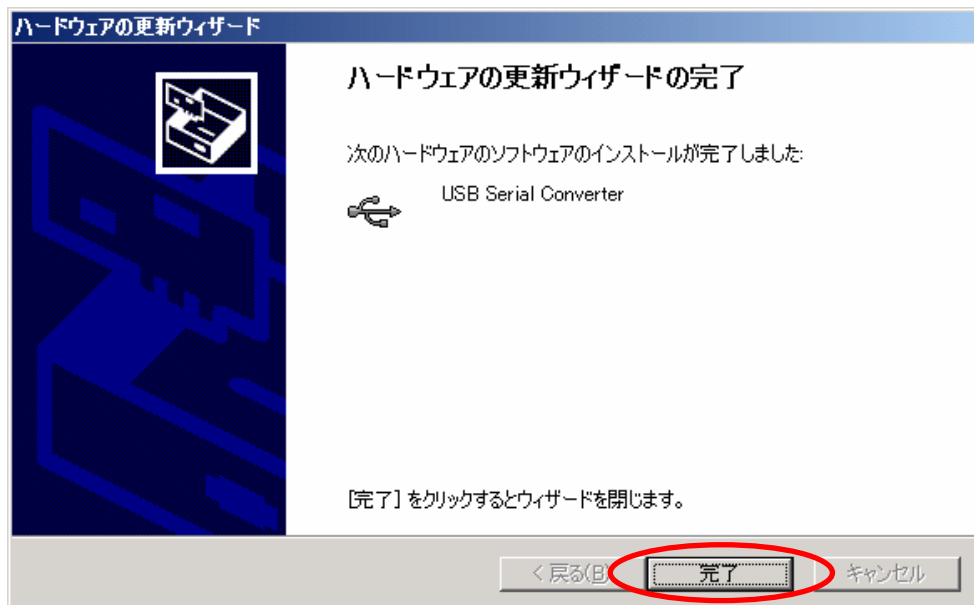 ハードウェアの更新ウィザード
ハードウェアの更新ウィザードの完了
次のハードウェアのソフトウェアのインストールが完了しました:
USB Serial Converter
[完了] をクリックするとウィザードを閉じます。
< 戻る(B) 完了 キャンセル